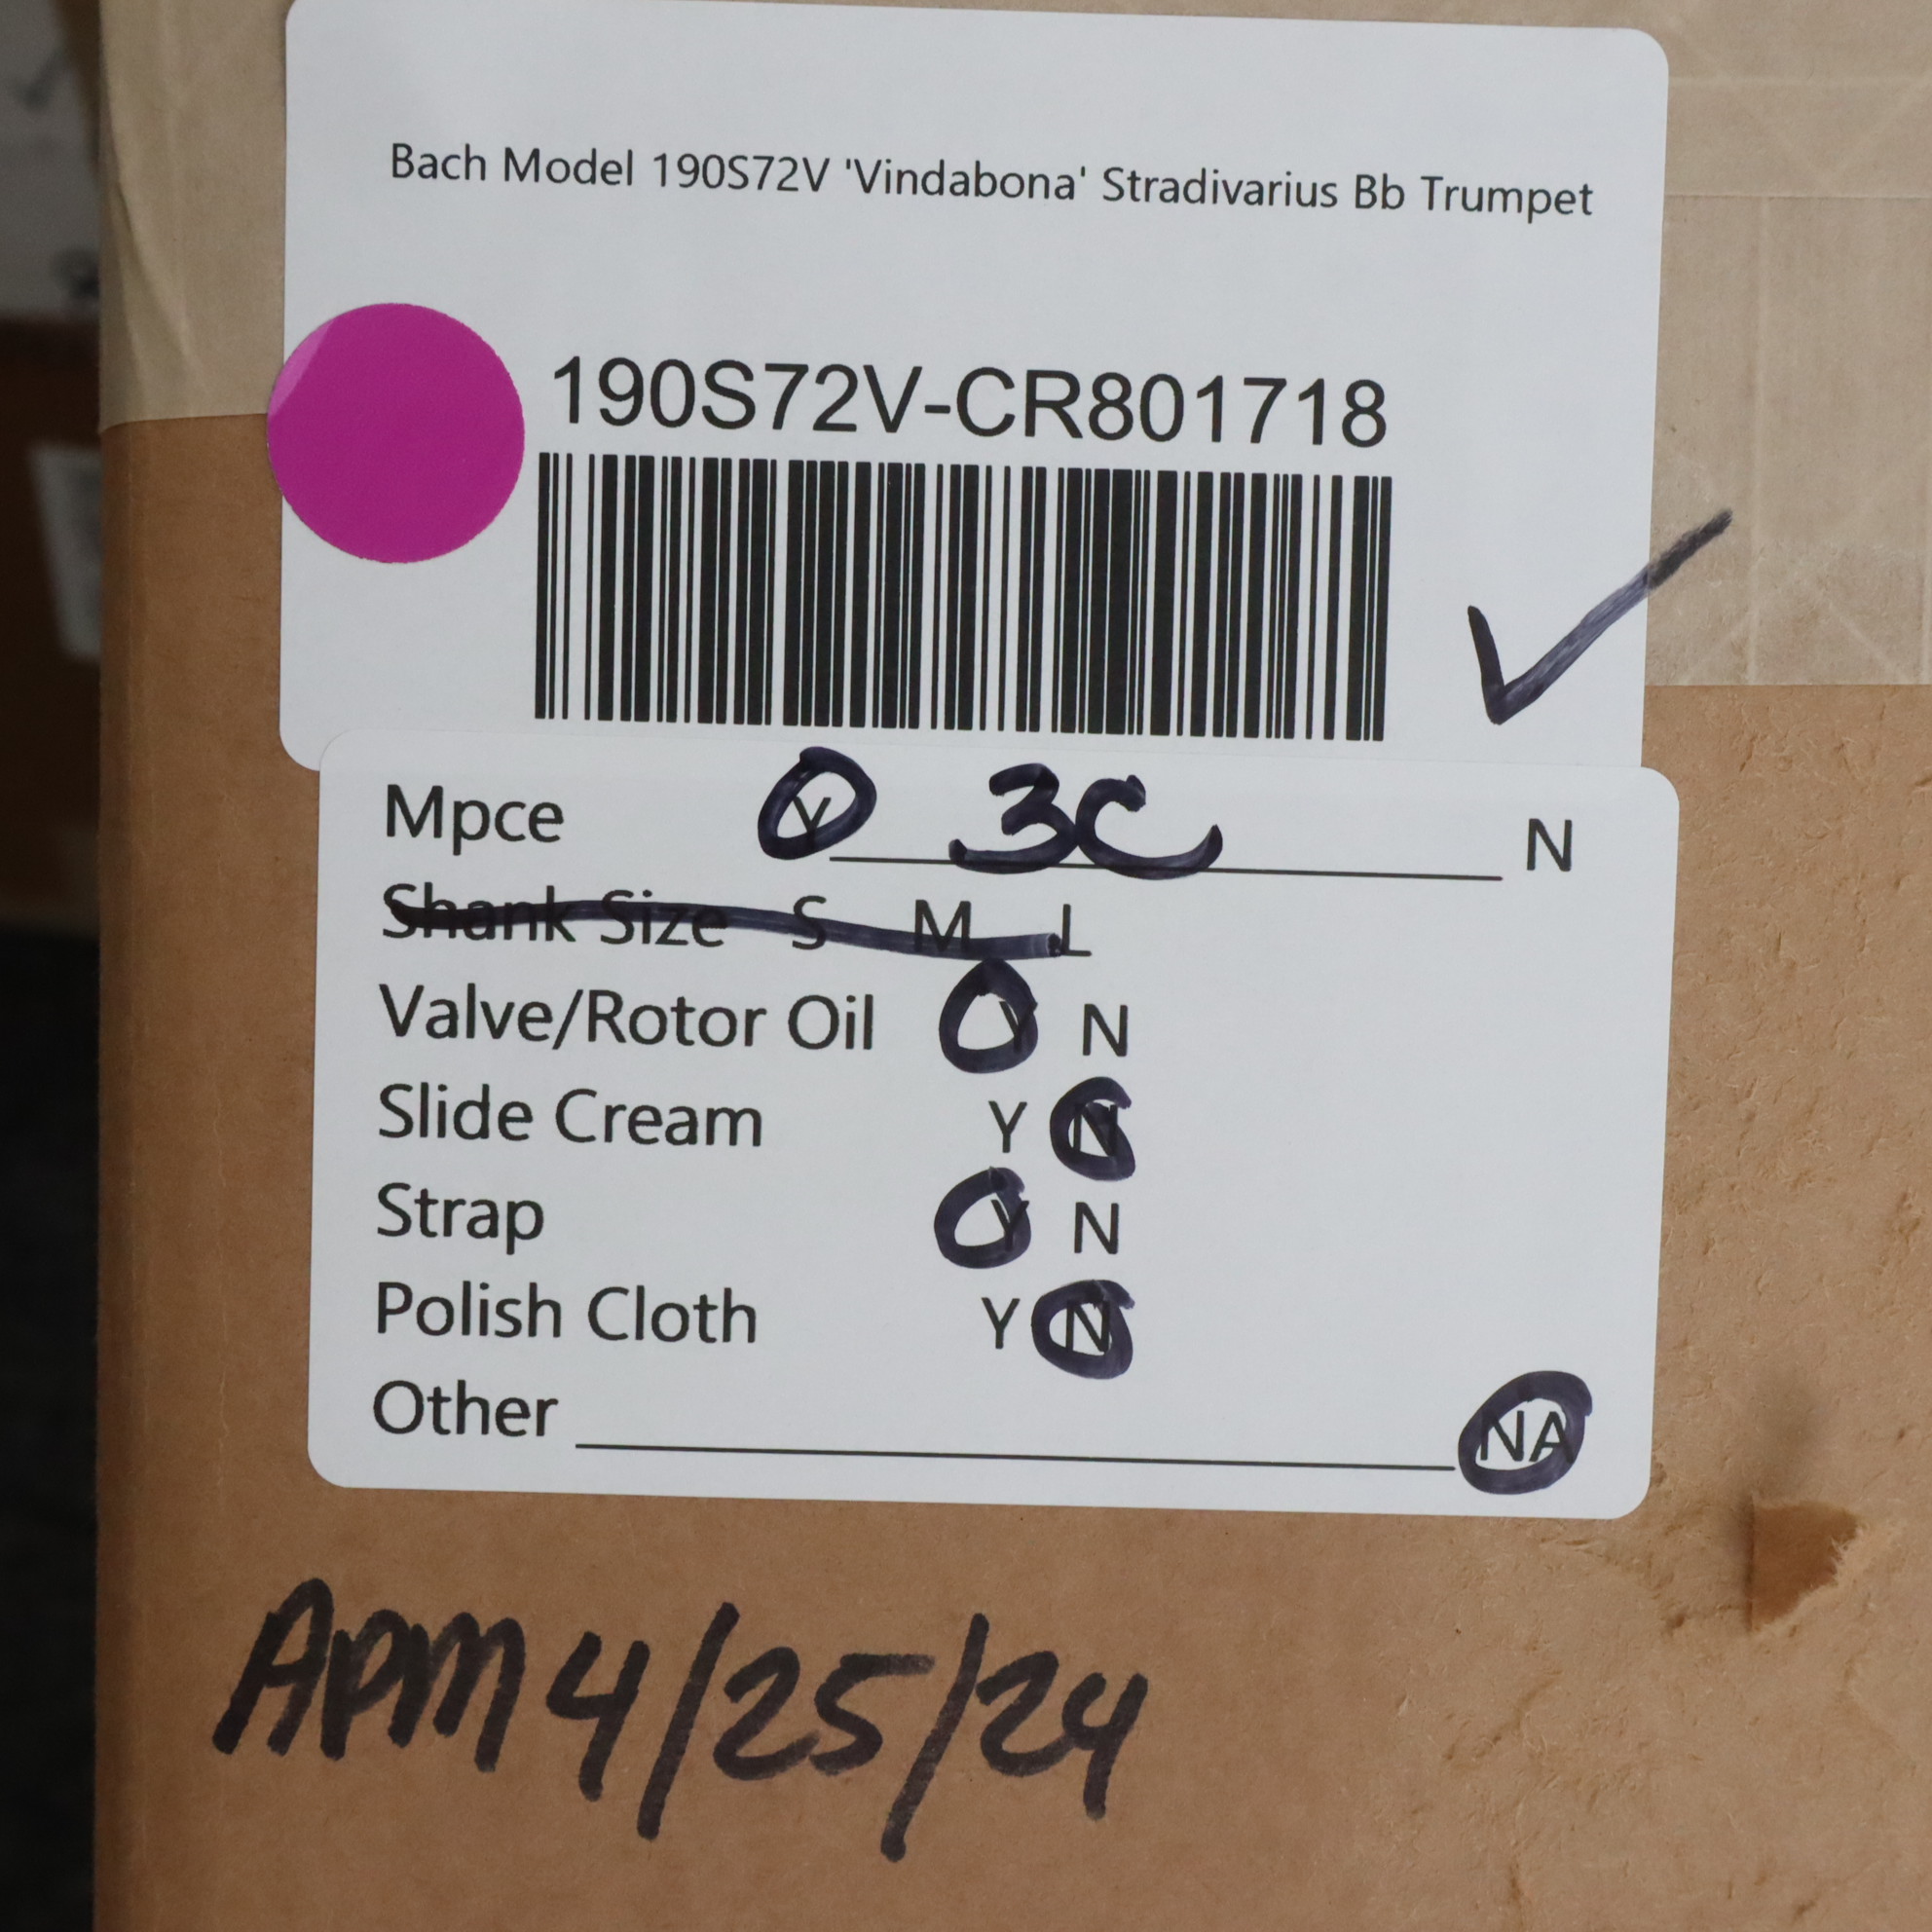 Bach Model 190S72V 'Vindabona' Stradivarius Bb Trumpet
190S72V-CR801718
Mpce Y 3C N
Shank Size S M L
Valve/Rotor Oil Y N
Slide Cream Y N
Strap Y N
Polish Cloth Y N
Other NA
APM 4/25/24